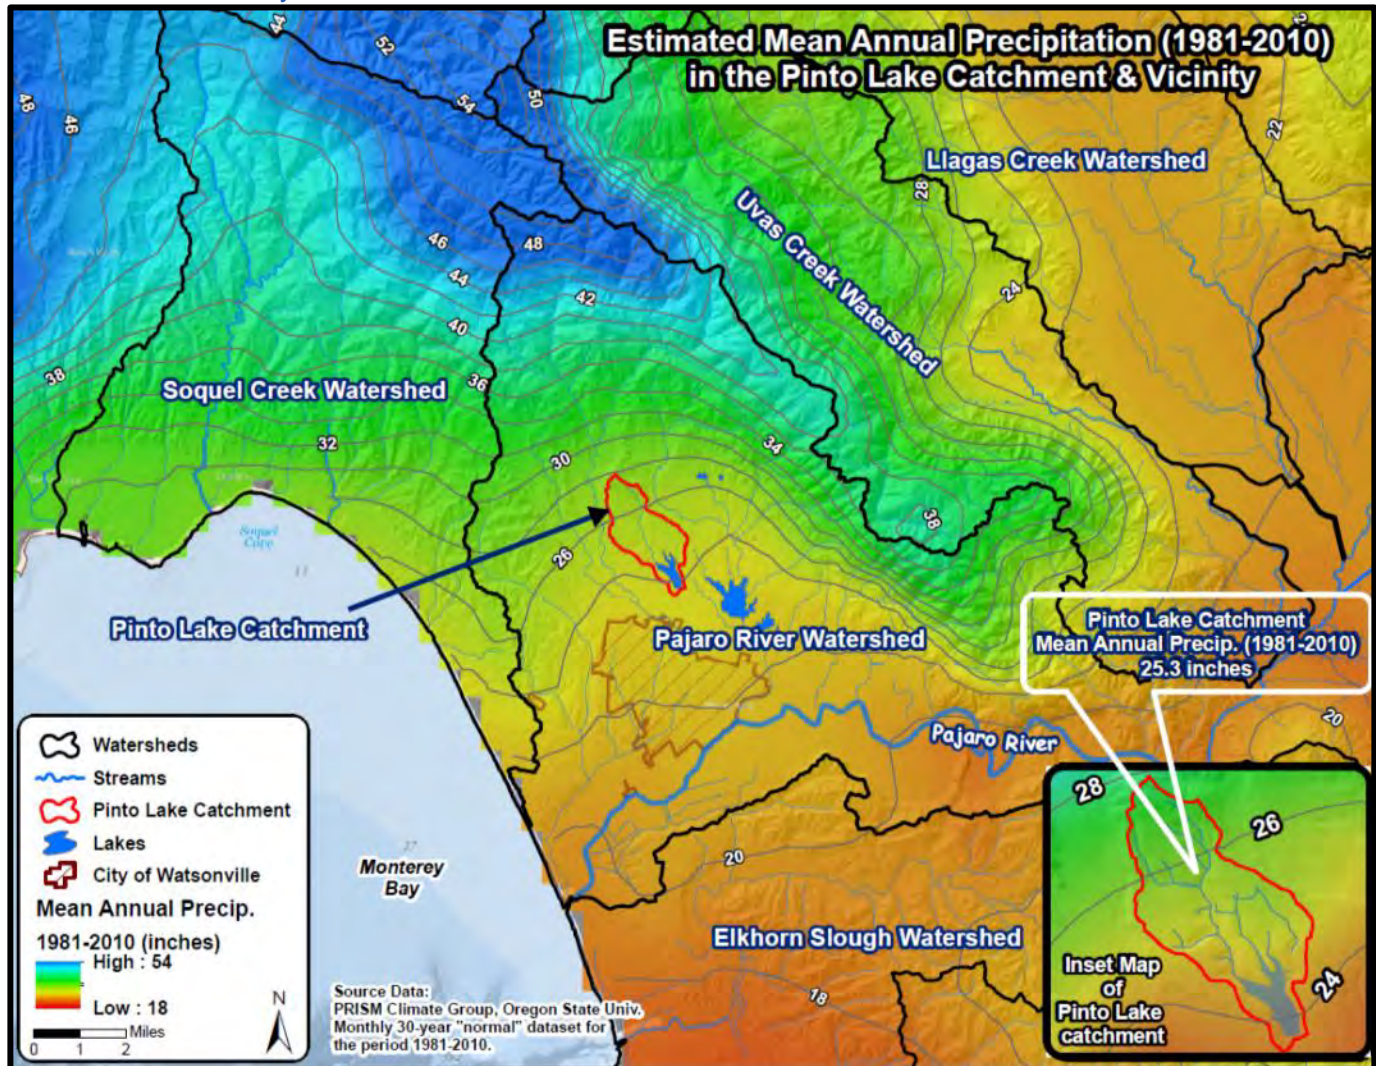 Estimated Mean Annual Precipitation (1981-2010)
in the Pinto Lake Catchment & Vicinity
44
52
54
50
48
46
22
Llagas Creek Watershed
28
Uvas Creek Watershed
46
48
44
42
24
40
38
36
Soquel Creek Watershed
32
30
34
38
26
Soquel
Cove
Pinto Lake Catchment
Pajaro River Watershed
Pinto Lake Catchment
Mean Annual Precip. (1981-2010)
25.3 inches
20
Pajaro River
Watersheds
Streams
Pinto Lake Catchment
Lakes
City of Watsonville
Mean Annual Precip.
1981-2010 (inches)
High : 54
Low : 18
Miles
0 1 2
N
Monterey
Bay
20
Elkhorn Slough Watershed
18
Source Data:
PRISM Climate Group, Oregon State Univ.
Monthly 30-year "normal" dataset for
the period 1981-2010.
28
26
24
Inset Map
of
Pinto Lake
catchment